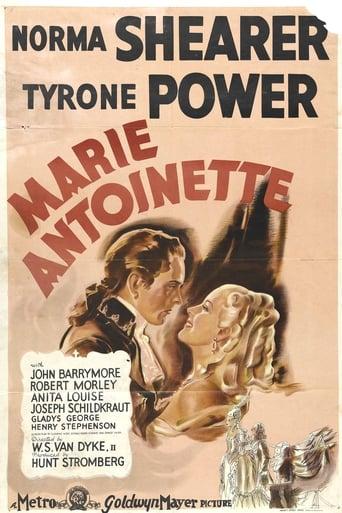 NORMA SHEARER
TYRONE POWER
MARIE
ANTOINETTE
with
JOHN BARRYMORE
ROBERT MORLEY
ANITA LOUISE
JOSEPH SCHILDKRAUT
GLADYS GEORGE
HENRY STEPHENSON
Directed by
W.S. VAN DYKE, II
Produced by
HUNT STROMBERG
A Metro Goldwyn Mayer PICTURE